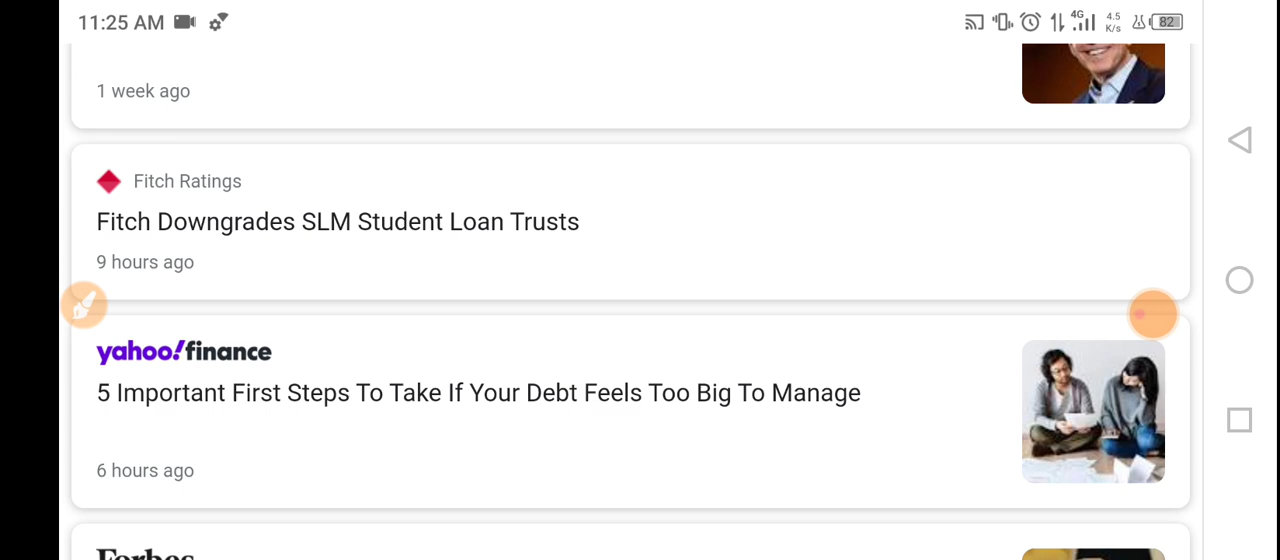 11:25 AM 4G 4.5 K/s 82
1 week ago
Fitch Ratings
Fitch Downgrades SLM Student Loan Trusts
9 hours ago
yahoo!finance
5 Important First Steps To Take If Your Debt Feels Too Big To Manage
6 hours ago
Forbes